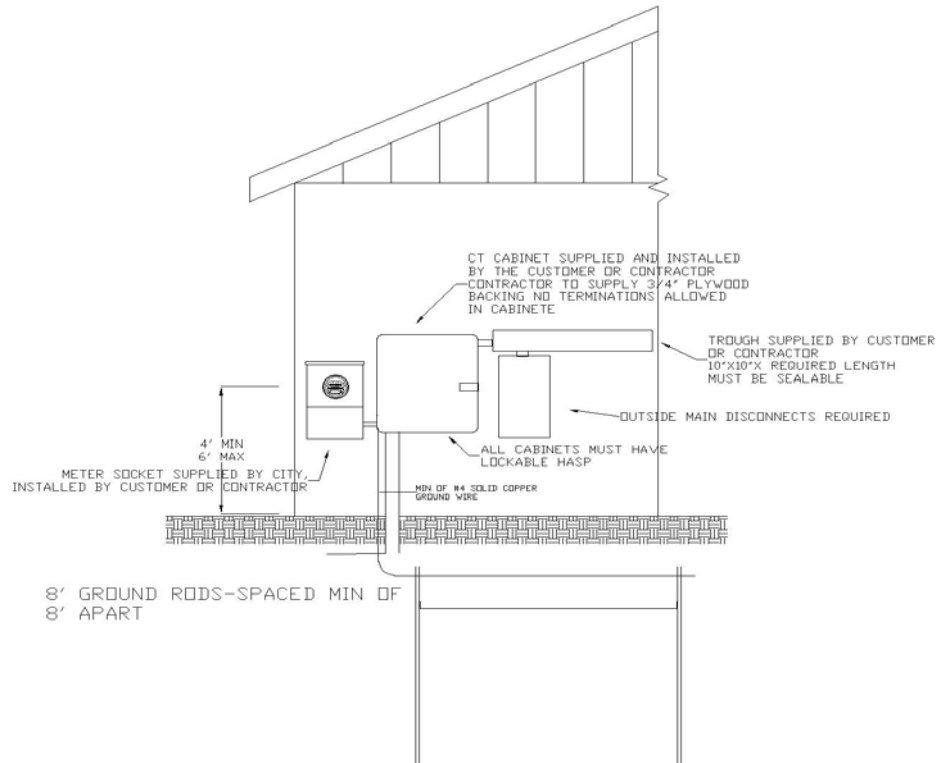 CT CABINET SUPPLIED AND INSTALLED
BY THE CUSTOMER OR CONTRACTOR
CONTRACTOR TO SUPPLY 3/4" PLYWOOD
BACKING NO TERMINATIONS ALLOWED
IN CABINETE
TROUGH SUPPLIED BY CUSTOMER
OR CONTRACTOR
10"X10"X REQUIRED LENGTH
MUST BE SEALABLE
OUTSIDE MAIN DISCONNECTS REQUIRED
4' MIN
6' MAX
ALL CABINETS MUST HAVE
LOCKABLE HASP
METER SOCKET SUPPLIED BY CITY,
INSTALLED BY CUSTOMER OR CONTRACTOR
MIN OF #4 SOLID COPPER
GROUND WIRE
8' GROUND RODS-SPACED MIN OF
8' APART